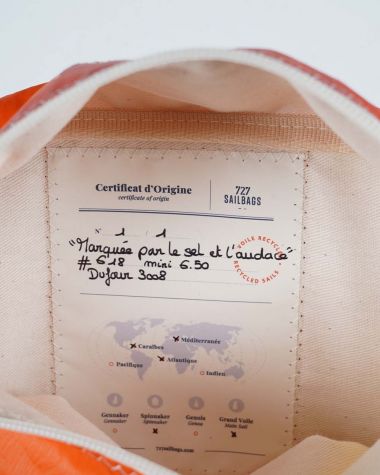 Certificat d'Origine
certificate of origin
727
SAILBAGS
N° 1 1
"Marquée par le sel et l'audace"
# 618 mini 6.50
Dufour 3008
VOILE RECYCLÉE
RECYCLED SAILS
Méditerranée
Caraïbes
Atlantique
Pacifique
Indien
Gennaker
Gennaker
Spinnaker
Spinnaker
Genois
Genoa
Grand Voile
Main Sail
727sailbags.com